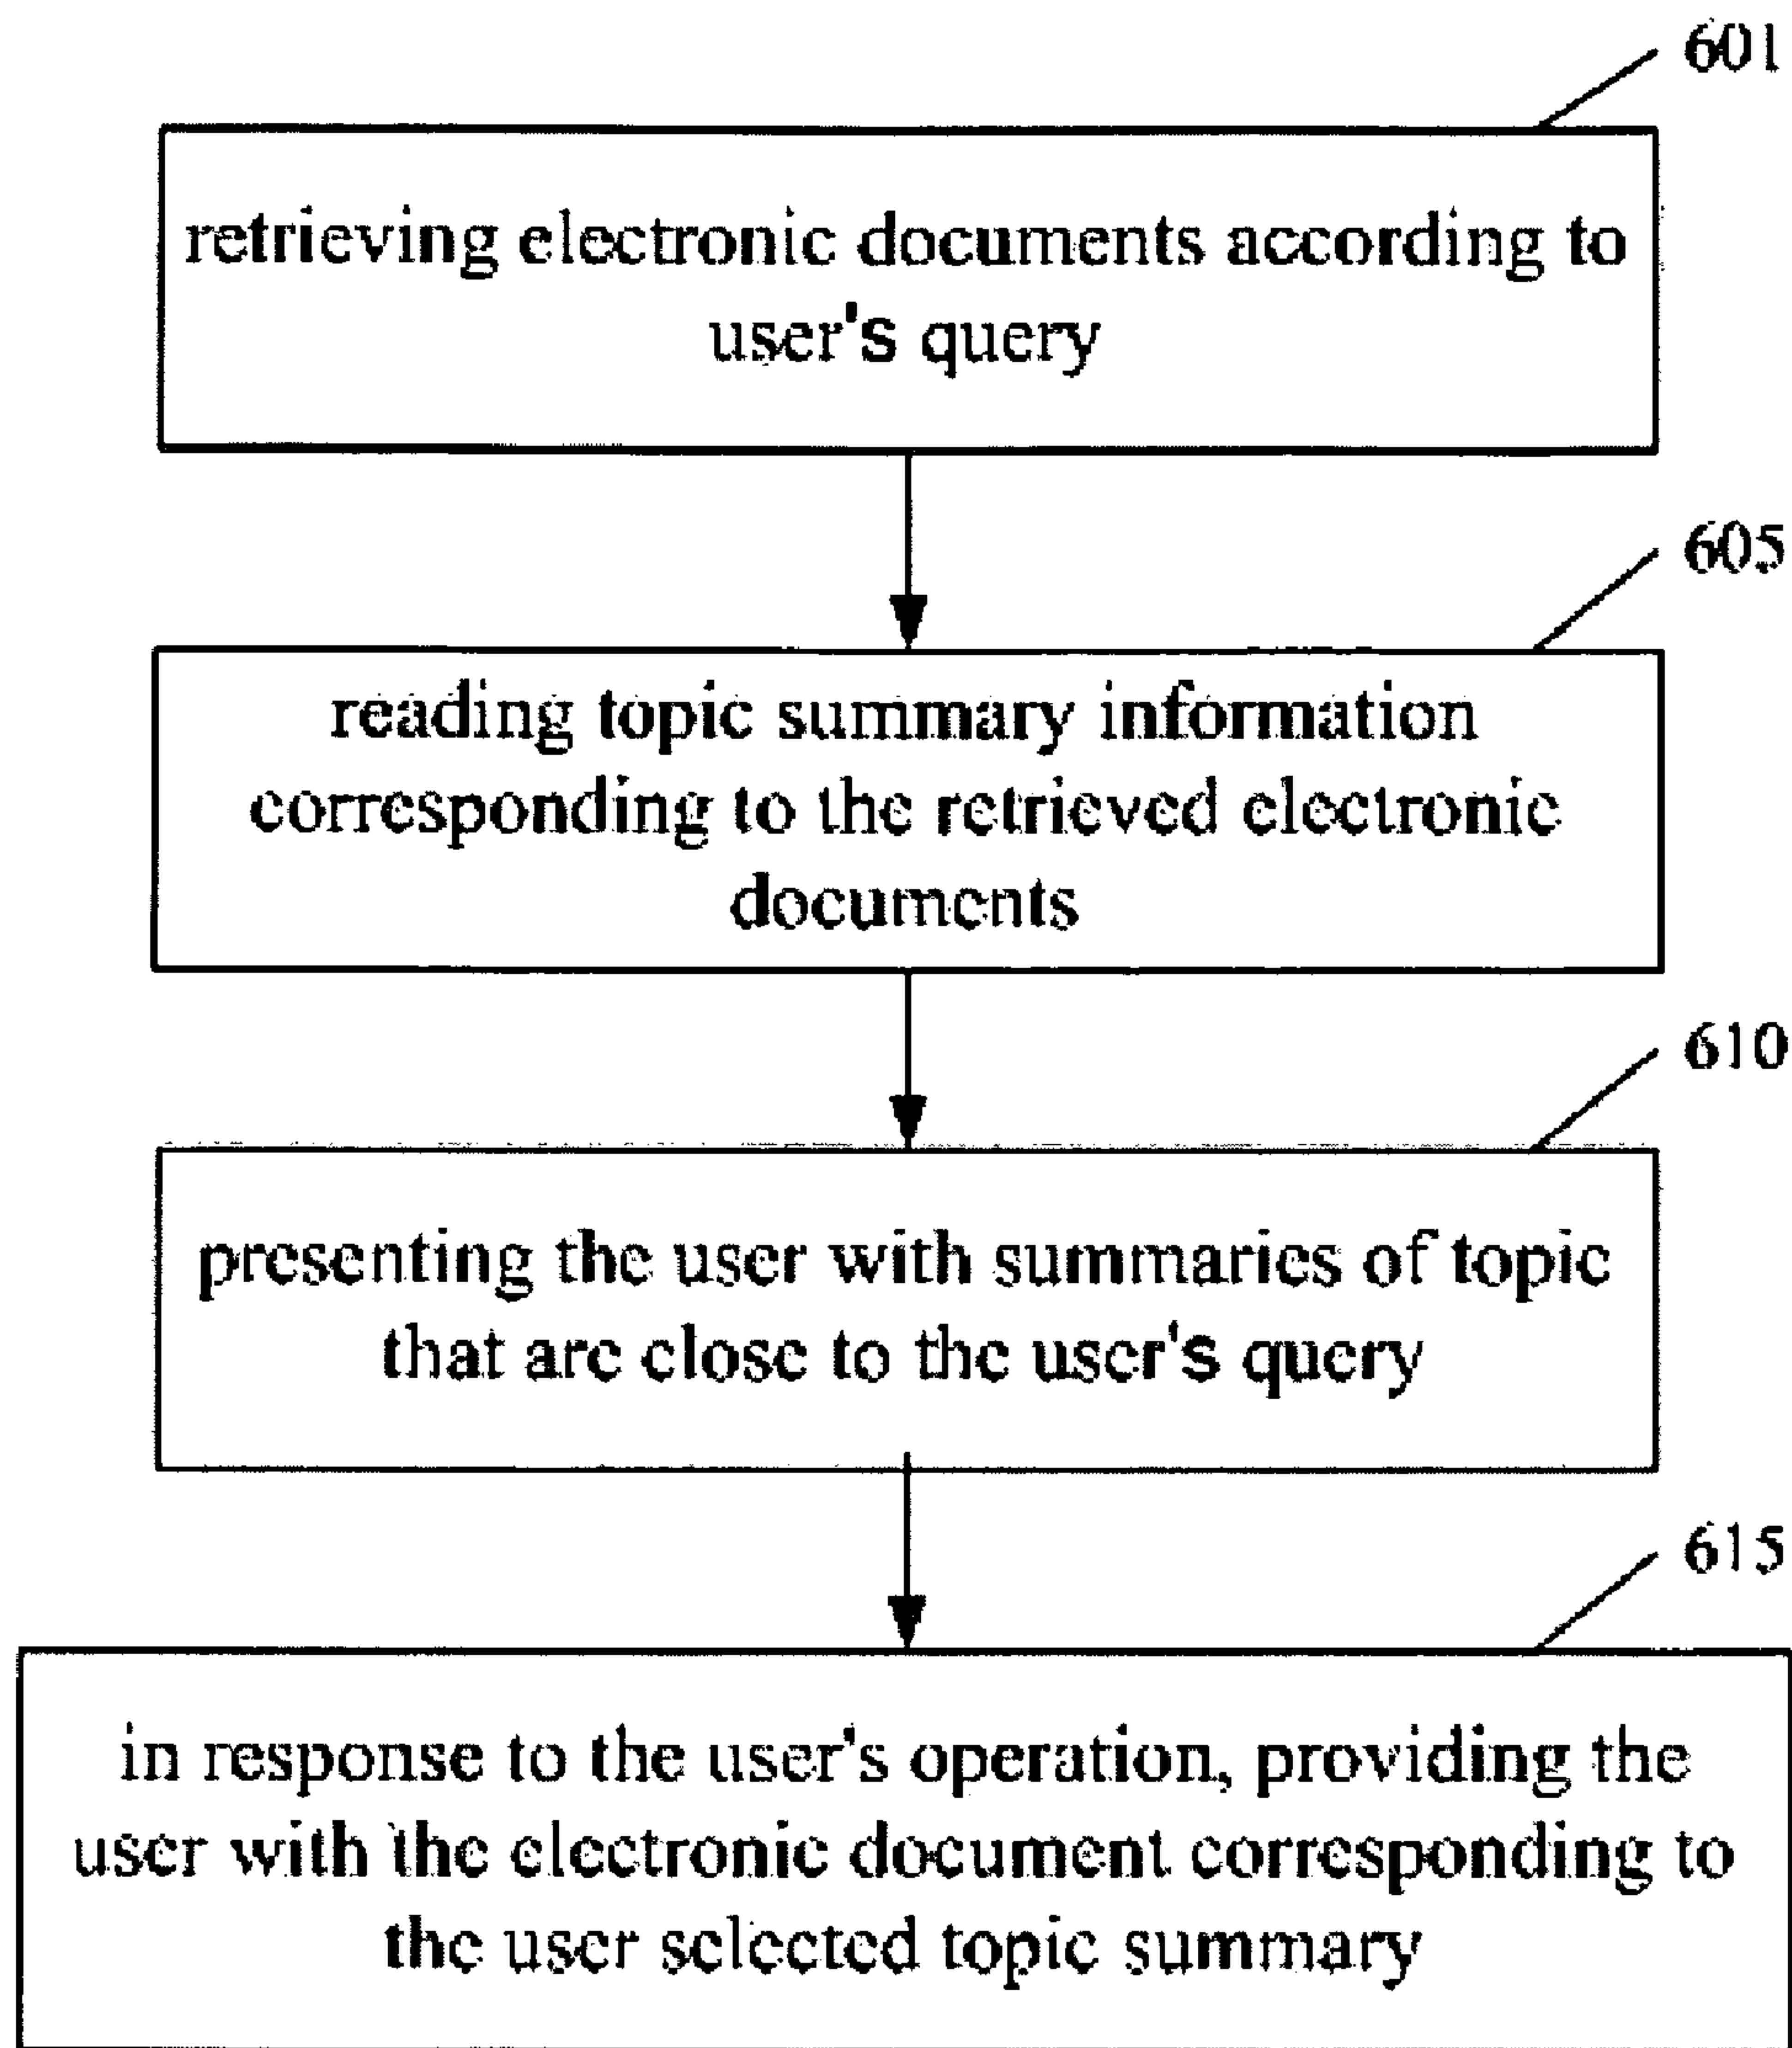 601
retrieving electronic documents according to
user's query
605
reading topic summary information
corresponding to the retrieved electronic
documents
610
presenting the user with summaries of topic
that are close to the user's query
615
in response to the user's operation, providing the
user with the electronic document corresponding to
the user selected topic summary